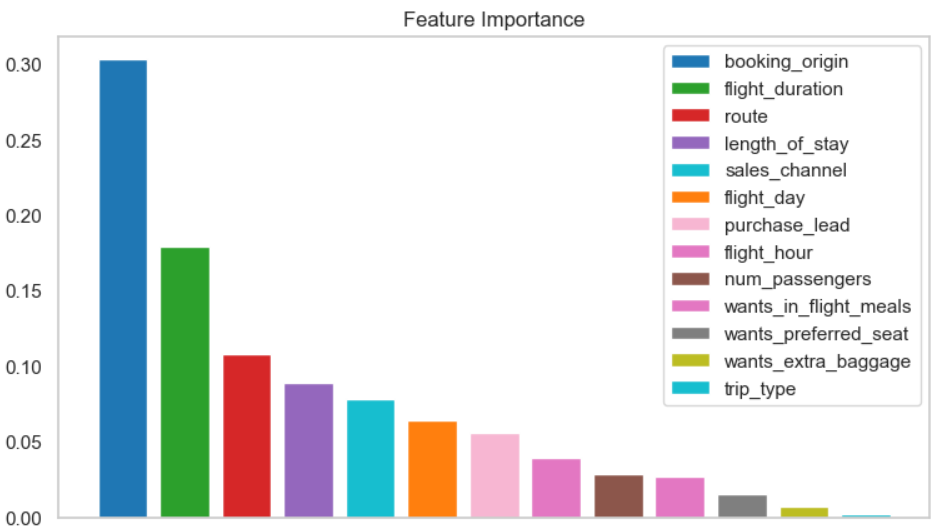 Feature Importance
0.30
0.25
0.20
0.15
0.10
0.05
0.00
booking_origin
flight_duration
route
length_of_stay
sales_channel
flight_day
purchase_lead
flight_hour
num_passengers
wants_in_flight_meals
wants_preferred_seat
wants_extra_baggage
trip_type